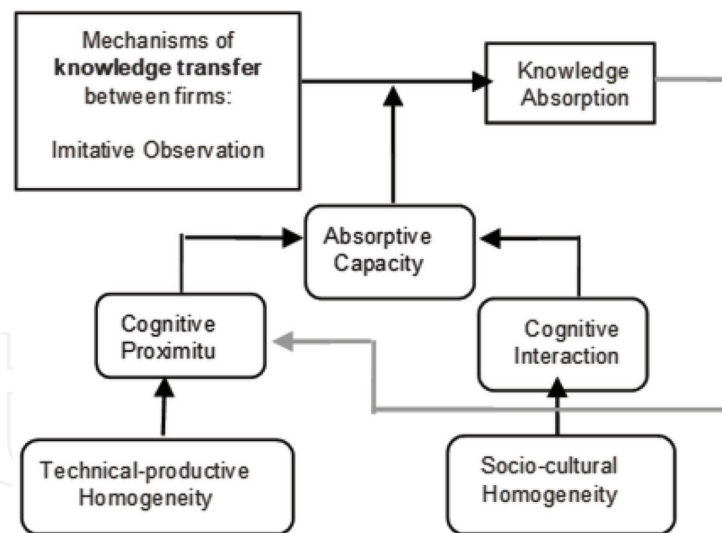 Mechanisms of
knowledge transfer
between firms:
Imitative Observation
Knowledge
Absorption
Absorptive
Capacity
Cognitive
Proximitu
Cognitive
Interaction
Technical-productive
Homogeneity
Socio-cultural
Homogeneity